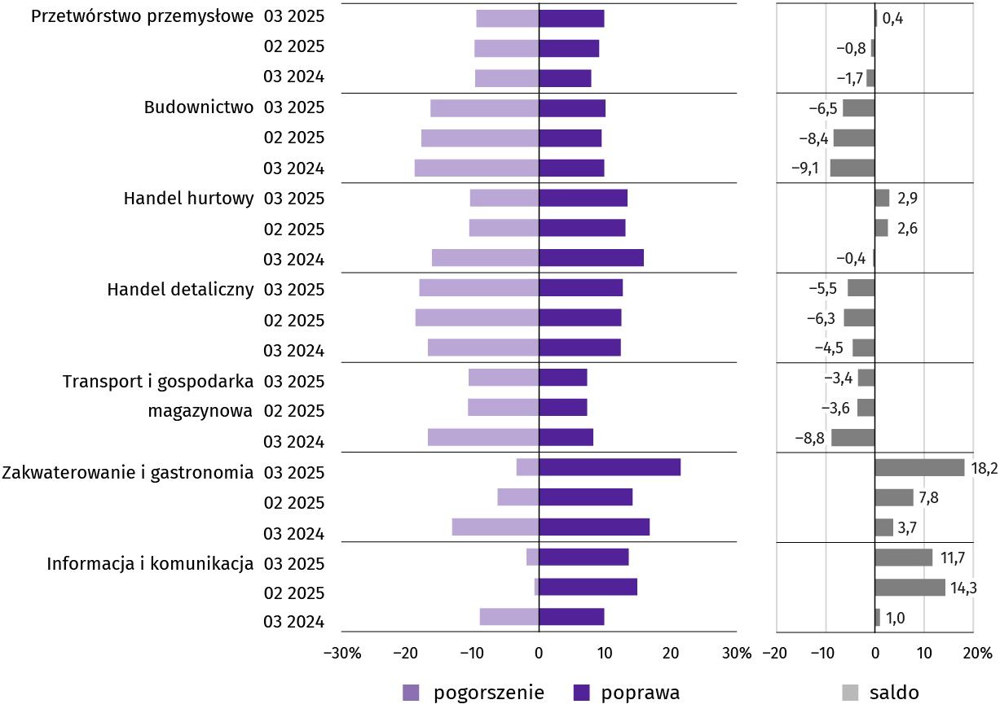 Przetwórstwo przemysłowe 03 2025 0,4
02 2025 −0,8
03 2024 −1,7
Budownictwo 03 2025 −6,5
02 2025 −8,4
03 2024 −9,1
Handel hurtowy 03 2025 2,9
02 2025 2,6
03 2024 −0,4
Handel detaliczny 03 2025 −5,5
02 2025 −6,3
03 2024 −4,5
Transport i gospodarka 03 2025 −3,4
magazynowa 02 2025 −3,6
03 2024 −8,8
Zakwaterowanie i gastronomia 03 2025 18,2
02 2025 7,8
03 2024 3,7
Informacja i komunikacja 03 2025 11,7
02 2025 14,3
03 2024 1,0
−30% −20 −10 0 10 20 30% −20 −10 0 10 20%
pogorszenie poprawa saldo